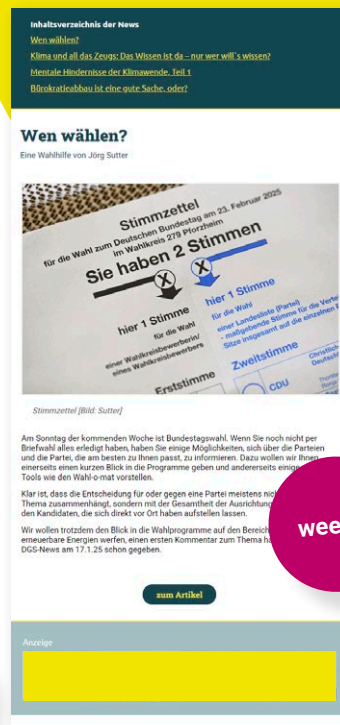 Inhaltsverzeichnis der News
Wen wählen?
Klima und all das Zeugs: Das Wissen ist da – nur wer will´s wissen?
Mentale Hindernisse der Klimawende, Teil 1
Bürokratieabbau ist eine gute Sache, oder?
Wen wählen?
Eine Wahlhilfe von Jörg Sutter
Stimmzettel
für die Wahl zum Deutschen Bundestag am 23. Februar 2025
im Wahlkreis 279 Pforzheim
Sie haben 2 Stimmen
hier 1 Stimme
für die Wahl
einer Wahlkreisbewerberin/
eines Wahlkreisbewerbers
Erststimme
hier 1 Stimme
für die Wahl
einer Landesliste (Partei)
- maßgebende Stimme für die
Sitze insgesamt auf die einzelnen
Zweitstimme
CDU
Stimmzettel [Bild: Sutter]
Am Sonntag der kommenden Woche ist Bundestagswahl. Wenn Sie noch nicht per
Briefwahl alles erledigt haben, haben Sie einige Möglichkeiten, sich über die Parteien
und die Partei, die am besten zu Ihnen passt, zu informieren. Dazu wollen wir Ihnen
einerseits einen kurzen Blick in die Programme geben und andererseits
Tools wie den Wahl-o-mat vorstellen.
Klar ist, dass die Entscheidung für oder gegen eine Partei meistens
Thema zusammenhängt, sondern mit der Gesamtheit der Ausrichtung
den Kandidaten, die sich direkt vor Ort haben aufstellen lassen.
Wir wollen trotzdem den Blick in die Wahlprogramme auf den Bereich
erneuerbare Energien werfen, einen ersten Kommentar zum Thema
DGS-News am 17.1.25 schon gegeben.
wee
zum Artikel
Anzeige